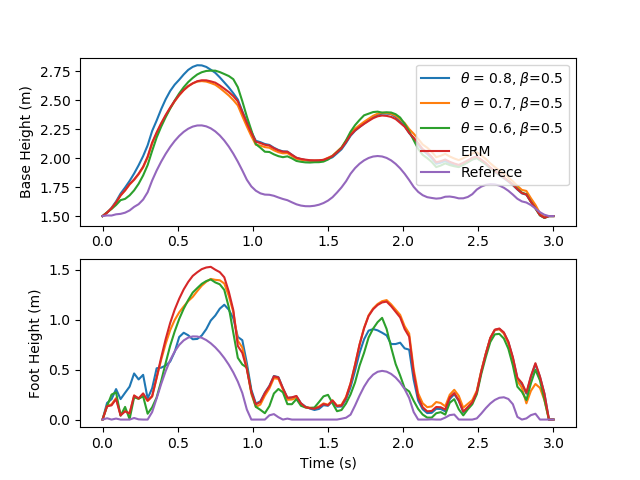 2.75
2.50
2.25
2.00
1.75
1.50
Base Height (m)
θ = 0.8, β=0.5
θ = 0.7, β=0.5
θ = 0.6, β=0.5
ERM
Referece
0.0 0.5 1.0 1.5 2.0 2.5 3.0
1.5
1.0
0.5
0.0
Foot Height (m)
0.0 0.5 1.0 1.5 2.0 2.5 3.0
Time (s)